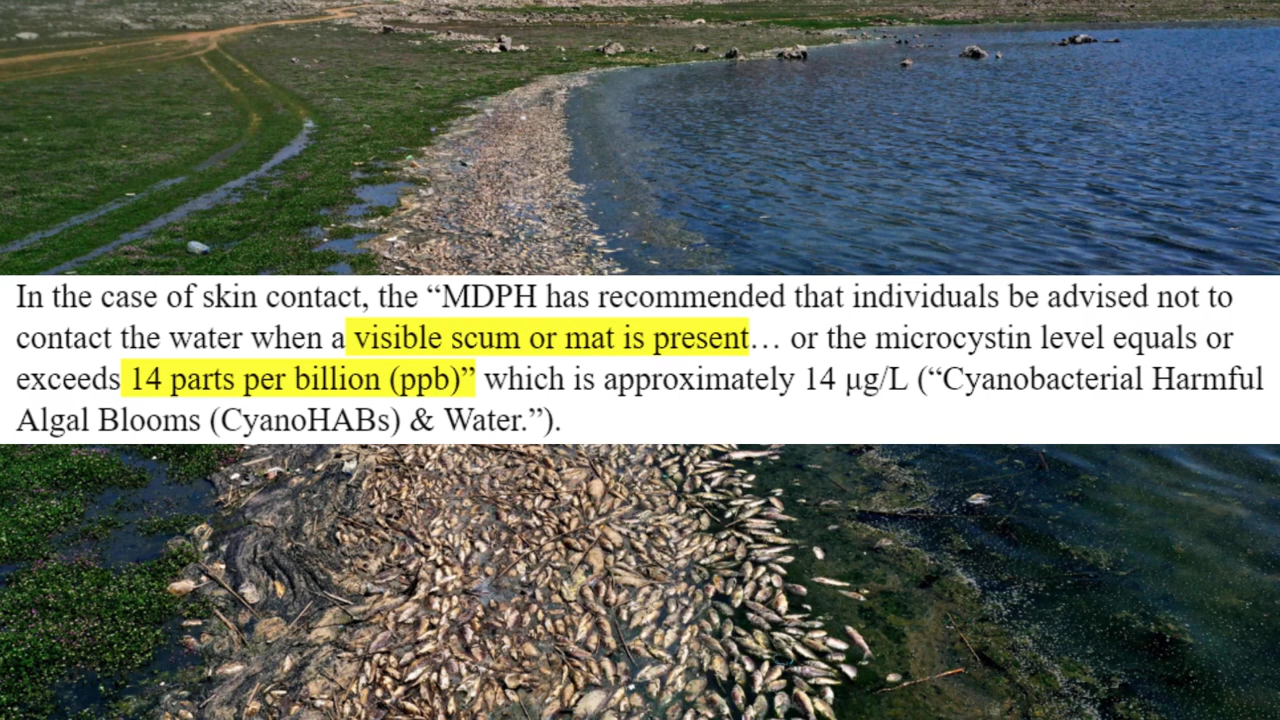 In the case of skin contact, the “MDPH has recommended that individuals be advised not to
contact the water when a visible scum or mat is present… or the microcystin level equals or
exceeds 14 parts per billion (ppb)” which is approximately 14 μg/L (“Cyanobacterial Harmful
Algal Blooms (CyanoHABs) & Water.”).